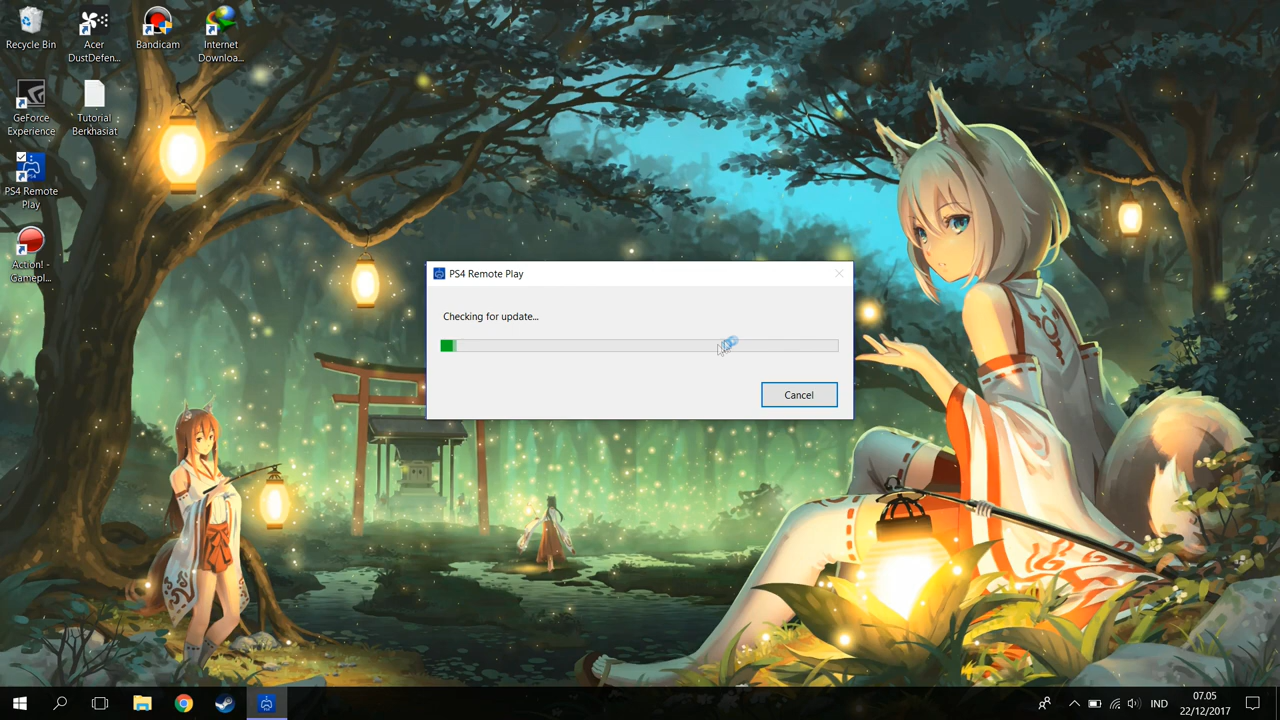 Recycle Bin
Acer
DustDefen...
Bandicam
Internet
Downloa...
GeForce
Experience
Tutorial
Berkhasiat
PS4 Remote
Play
Action! -
Gamepl...
PS4 Remote Play
Checking for update...
Cancel
IND
07.05
22/12/2017